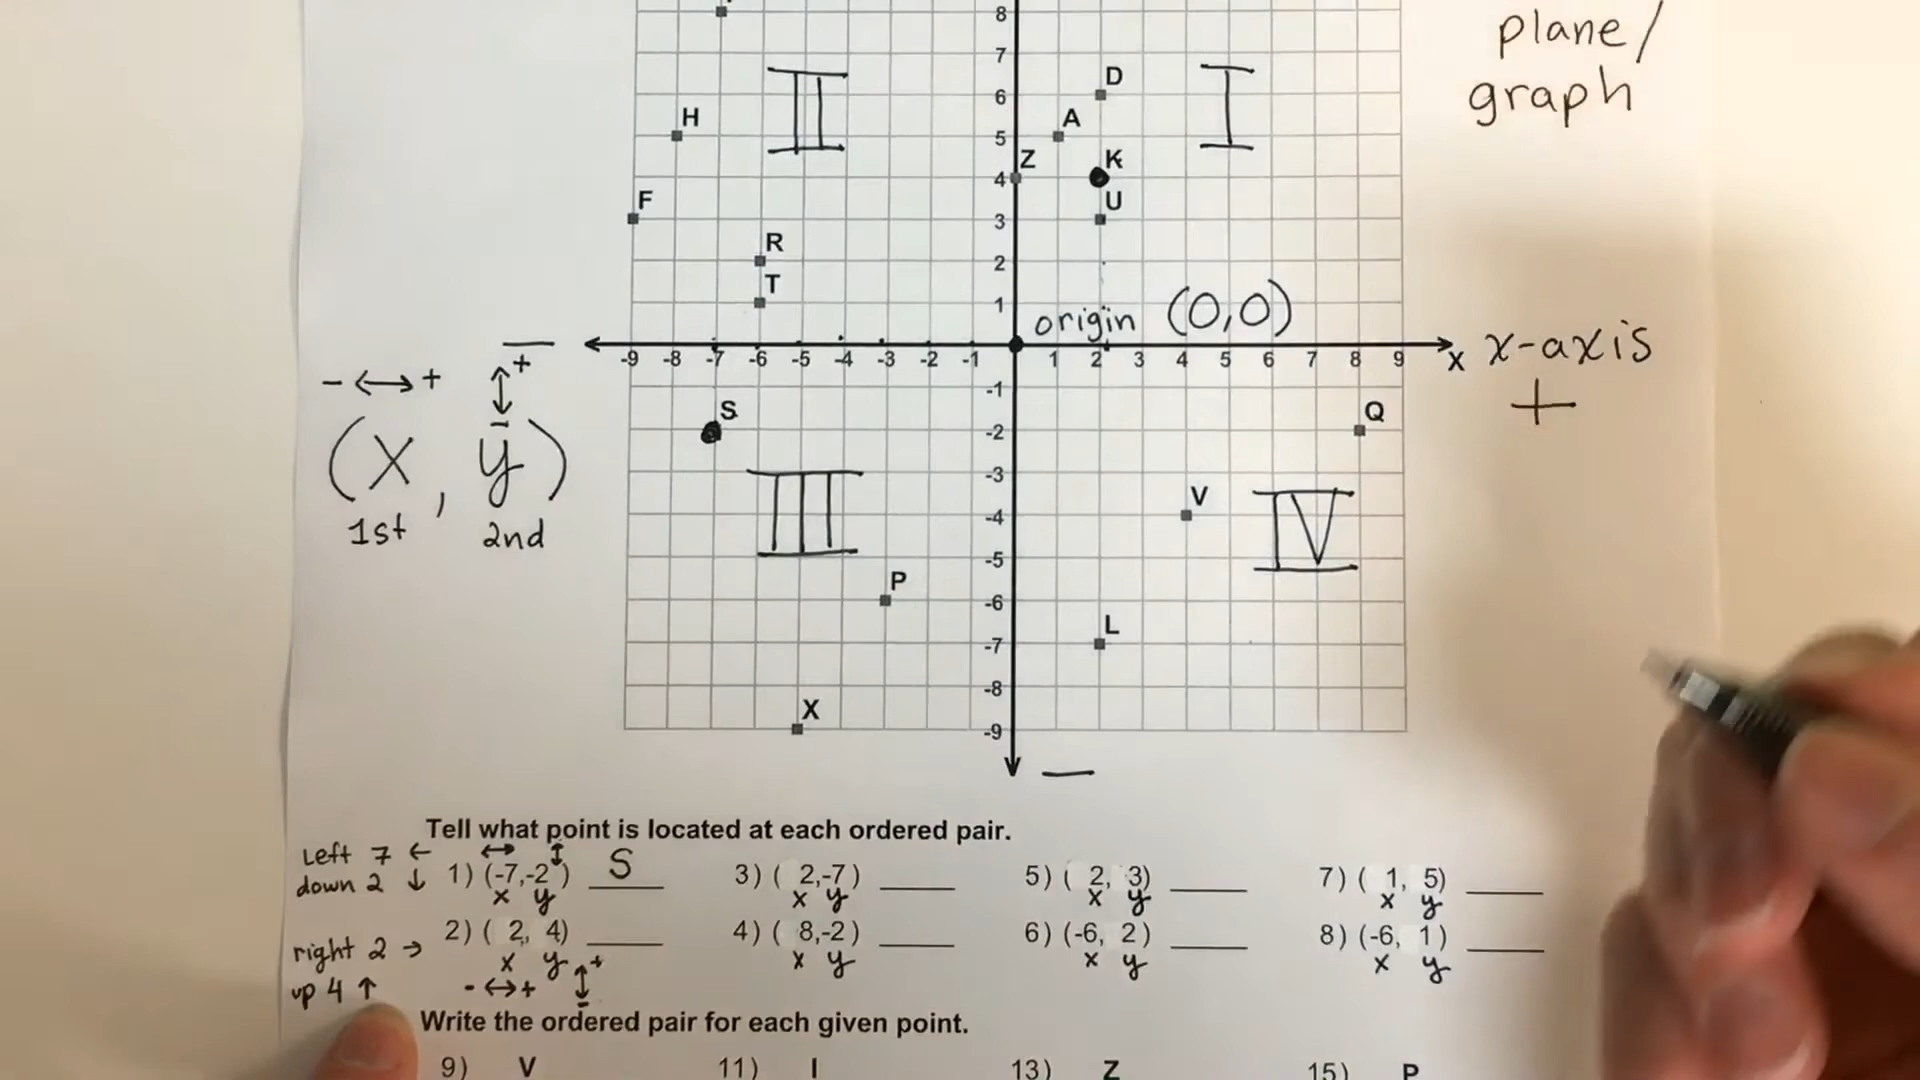 plane/
graph
8
7
6
5
4
3
2
1
D
A
Z
K
U
H
F
R
T
II
I
origin (0,0)
-9 -8 -7 -6 -5 -4 -3 -2 -1 1 2 3 4 5 6 7 8 9 x x-axis
+
—
- ↔ + +
-
(x, y)
1st 2nd
-1
-2
-3
-4
-5
-6
-7
-8
-9
S
Q
V
P
L
X
III
IV
—
Tell what point is located at each ordered pair.
Left 7 ← 1) (-7,-2) S 3) ( 2,-7) 5) ( 2, 3) 7) ( 1, 5)
down 2 ↓ x y x y x y x y
right 2 → 2) ( 2, 4) 4) ( 8,-2) 6) (-6, 2) 8) (-6, 1)
up 4 ↑ x y x y x y x y
- ↔ + + -
Write the ordered pair for each given point.
9) V 11) I 13) Z 15) P